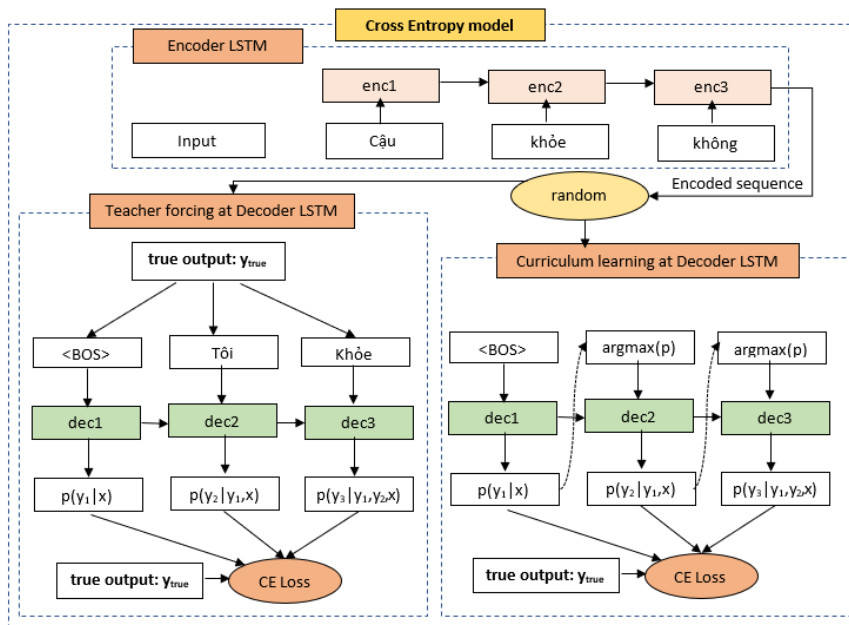 Cross Entropy model
Encoder LSTM
enc1
enc2
enc3
Input
Cậu
khỏe
không
Encoded sequence
random
Teacher forcing at Decoder LSTM
true output: y_true
<BOS>
Tôi
Khỏe
dec1
dec2
dec3
p(y₁|x)
p(y₂|y₁,x)
p(y₃|y₁,y₂,x)
true output: y_true
CE Loss
Curriculum learning at Decoder LSTM
<BOS>
argmax(p)
argmax(p)
dec1
dec2
dec3
p(y₁|x)
p(y₂|y₁,x)
p(y₃|y₁,y₂,x)
true output: y_true
CE Loss